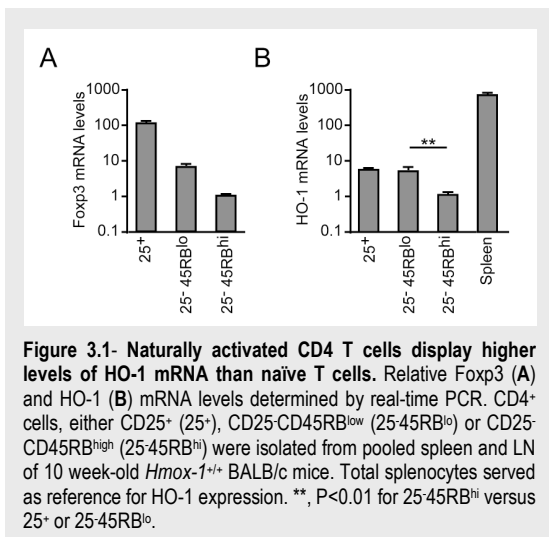 A
B
Foxp3 mRNA levels
1000
100
10
1
0.1
25⁺
25⁻ 45RBˡᵒ
25⁻ 45RBʰⁱ
HO-1 mRNA levels
1000
100
10
1
0.1
**
25⁺
25⁻ 45RBˡᵒ
25⁻ 45RBʰⁱ
Spleen
Figure 3.1- Naturally activated CD4 T cells display higher
levels of HO-1 mRNA than naïve T cells. Relative Foxp3 (A)
and HO-1 (B) mRNA levels determined by real-time PCR. CD4⁺
cells, either CD25⁺ (25⁺), CD25⁻CD45RBˡᵒʷ (25⁻45RBˡᵒ) or CD25⁻
CD45RBʰⁱᵍʰ (25⁻45RBʰⁱ) were isolated from pooled spleen and LN
of 10 week-old Hmox-1⁺/⁺ BALB/c mice. Total splenocytes served
as reference for HO-1 expression. **, P<0.01 for 25⁻45RBʰⁱ versus
25⁺ or 25⁻45RBˡᵒ.